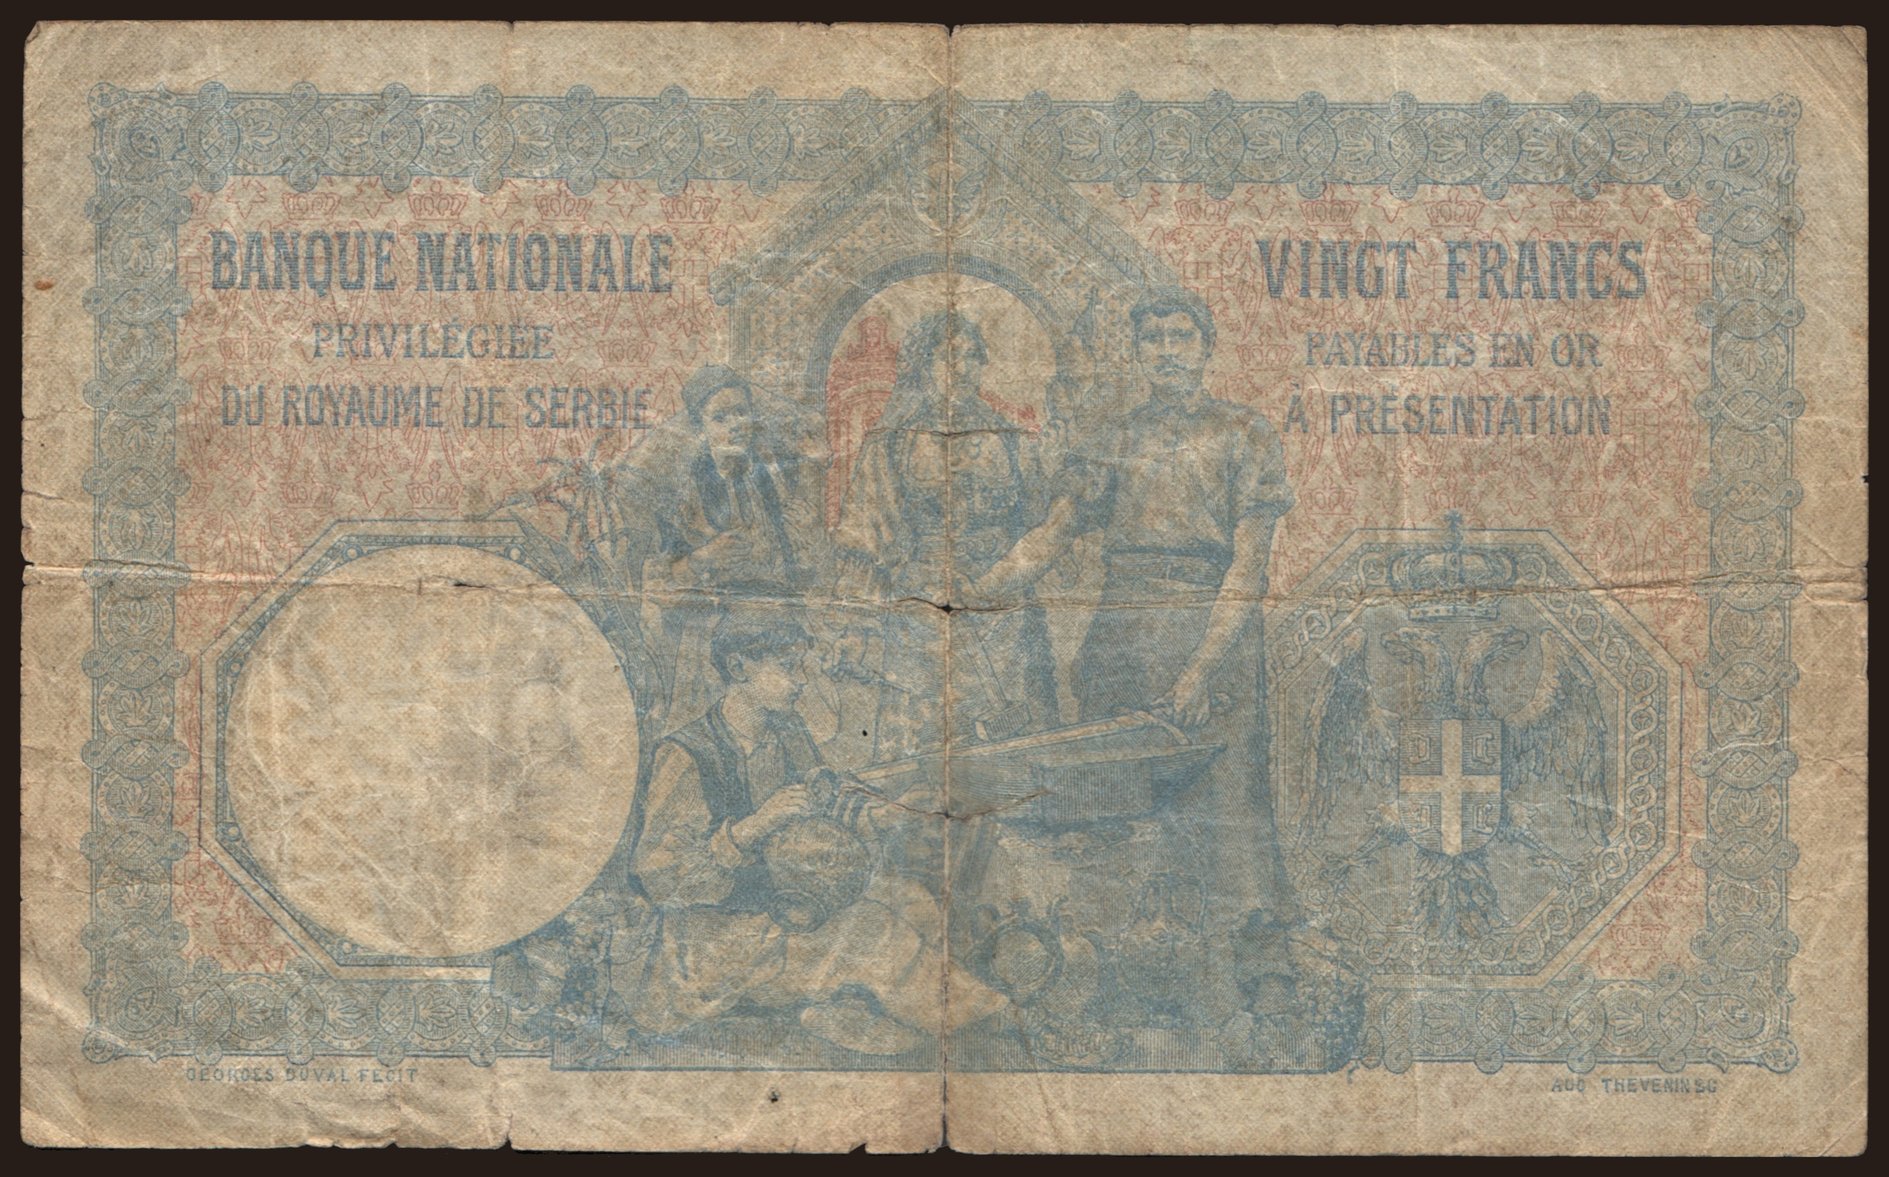 BANQUE NATIONALE
PRIVILÉGIÉE
DU ROYAUME DE SERBIE
VINGT FRANCS
PAYABLES EN OR
À PRÉSENTATION
GEORGES DUVAL FECIT
AUG THEVENIN SC